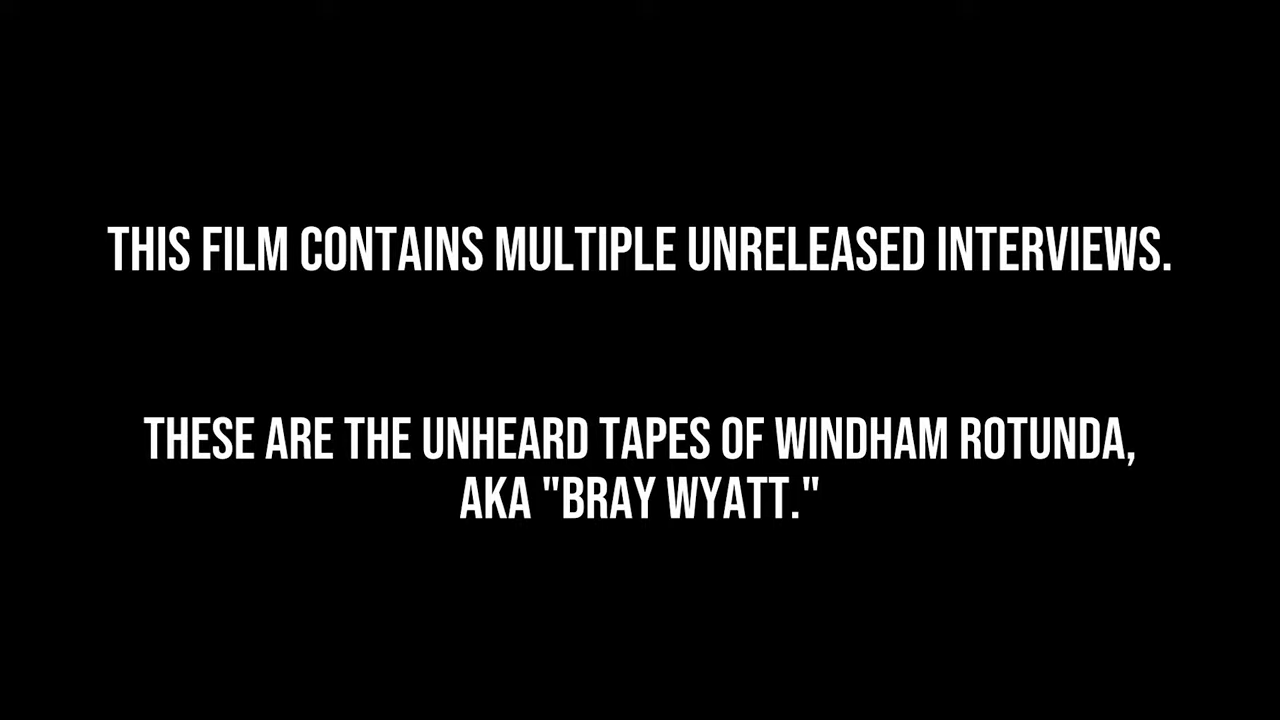 THIS FILM CONTAINS MULTIPLE UNRELEASED INTERVIEWS.
THESE ARE THE UNHEARD TAPES OF WINDHAM ROTUNDA,
AKA "BRAY WYATT."